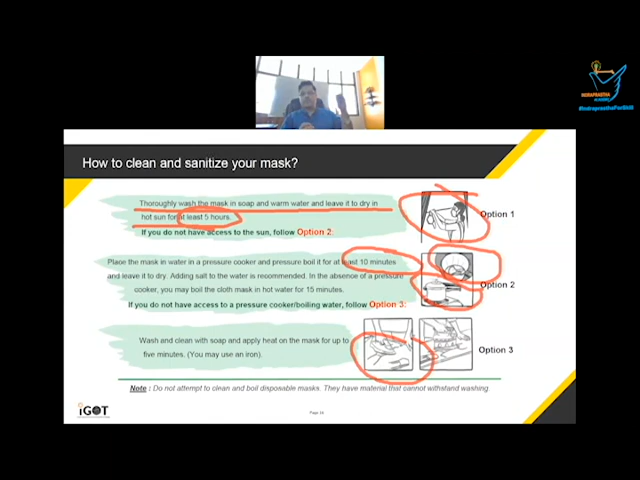 INDRAPRASTHA
ACADEMY
#IndraprasthaForSkill
How to clean and sanitize your mask?
Thoroughly wash the mask in soap and warm water and leave it to dry in
hot sun for at least 5 hours.
If you do not have access to the sun, follow Option 2:
Option 1
Place the mask in water in a pressure cooker and pressure boil it for at least 10 minutes
and leave it to dry. Adding salt to the water is recommended. In the absence of a pressure
cooker, you may boil the cloth mask in hot water for 15 minutes.
If you do not have access to a pressure cooker/boiling water, follow Option 3:
Option 2
Wash and clean with soap and apply heat on the mask for up to
five minutes. (You may use an iron).
Option 3
Note : Do not attempt to clean and boil disposable masks. They have material that cannot withstand washing
iGOT
Page